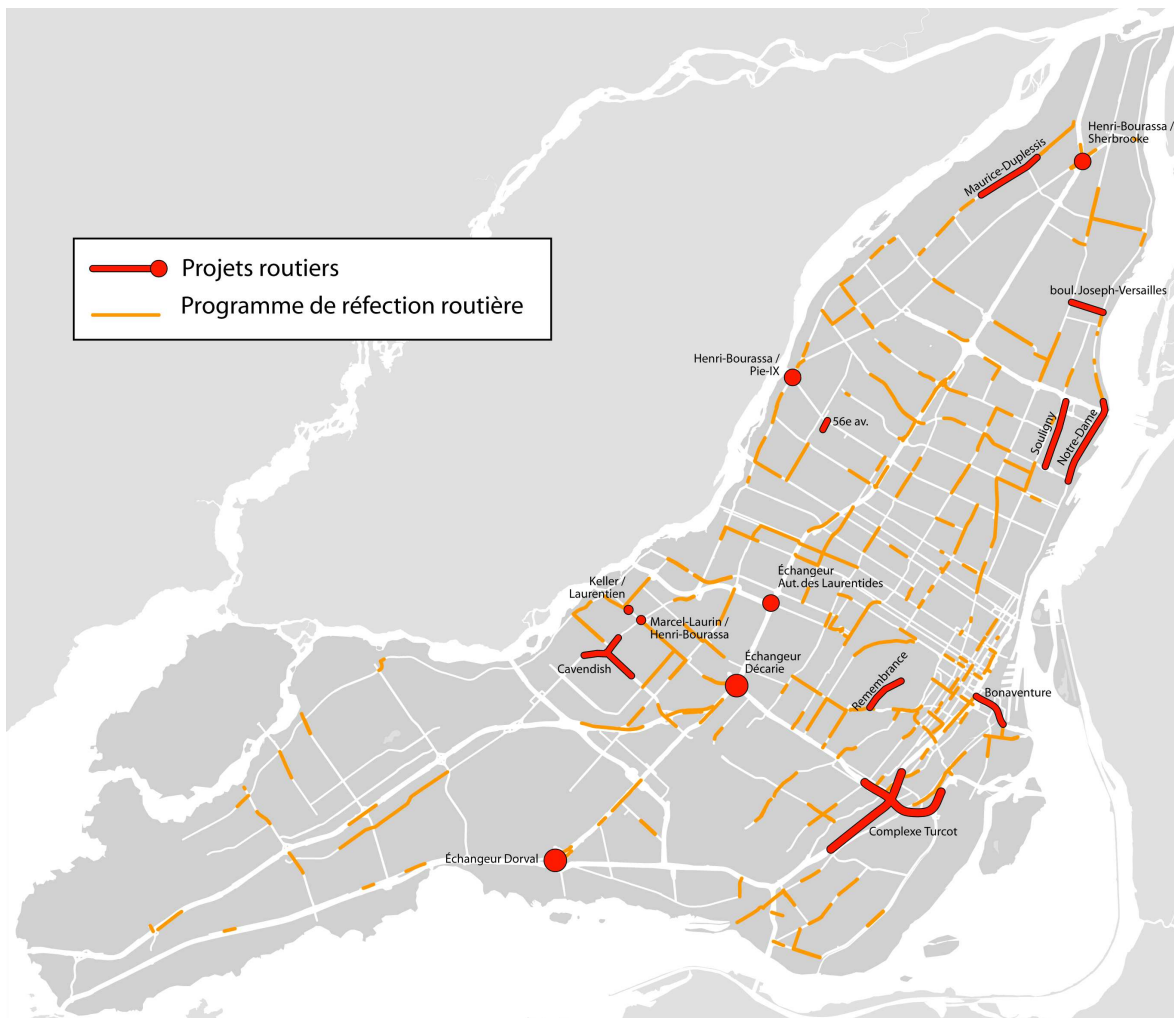 Henri-Bourassa /
Sherbrooke
Maurice-Duplessis
Projets routiers
Programme de réfection routière
boul. Joseph-Versailles
Henri-Bourassa /
Pie-IX
56e av.
Souligny
Notre-Dame
Échangeur
Aut. des Laurentides
Keller /
Laurentien
Marcel-Laurin /
Henri-Bourassa
Cavendish
Échangeur
Décarie
Remembrance
Bonaventure
Complexe Turcot
Échangeur Dorval